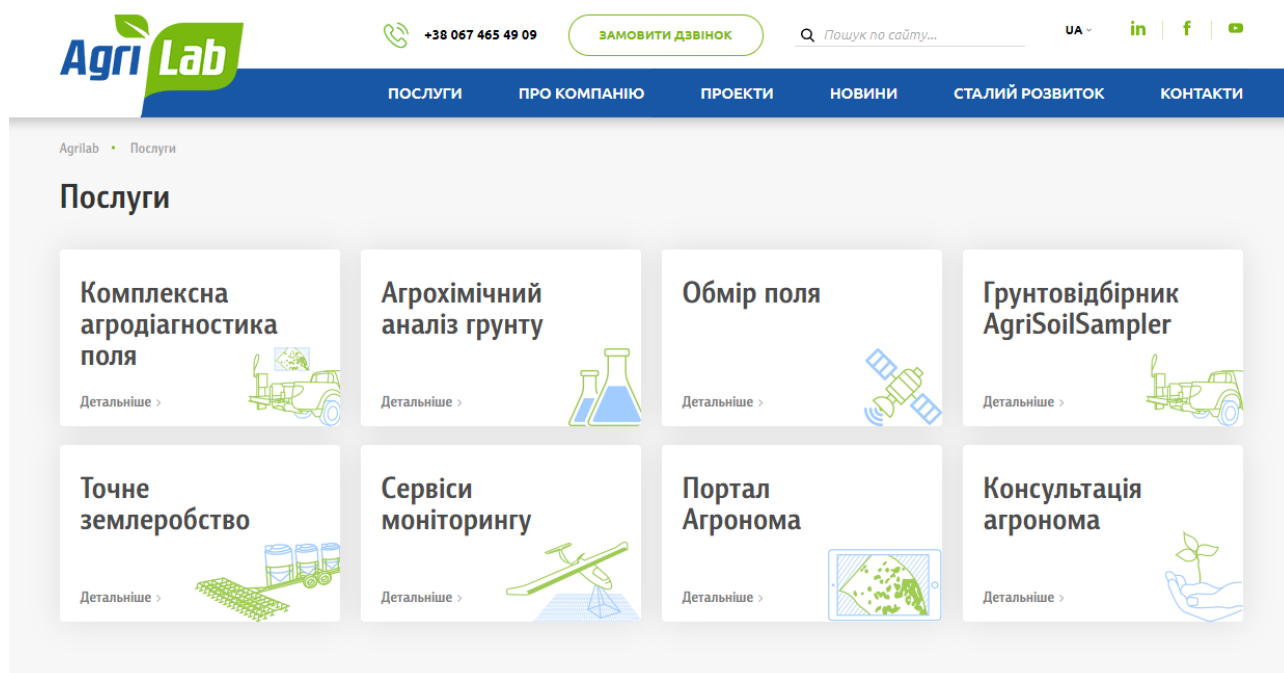 Agri Lab
+38 067 465 49 09
ЗАМОВИТИ ДЗВІНОК
Пошук по сайту...
UA
in
f
ПОСЛУГИ ПРО КОМПАНІЮ ПРОЕКТИ НОВИНИ СТАЛИЙ РОЗВИТОК КОНТАКТИ
Agrilab • Послуги
Послуги
Комплексна
агродіагностика
поля
Детальніше >
Агрохімічний
аналіз грунту
Детальніше >
Обмір поля
Детальніше >
Грунтовідбірник
AgriSoilSampler
Детальніше >
Точне
землеробство
Детальніше >
Сервіси
моніторингу
Детальніше >
Портал
Агронома
Детальніше >
Консультація
агронома
Детальніше >